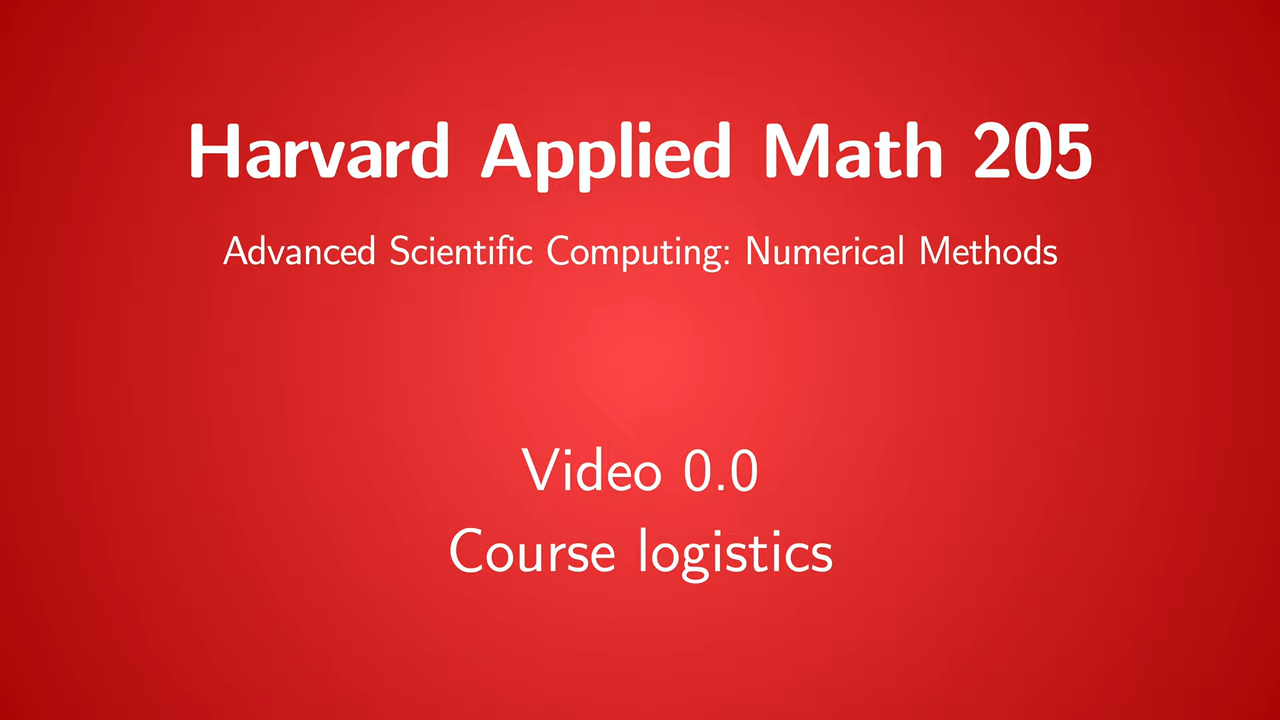 Harvard Applied Math 205
Advanced Scientific Computing: Numerical Methods
Video 0.0
Course logistics